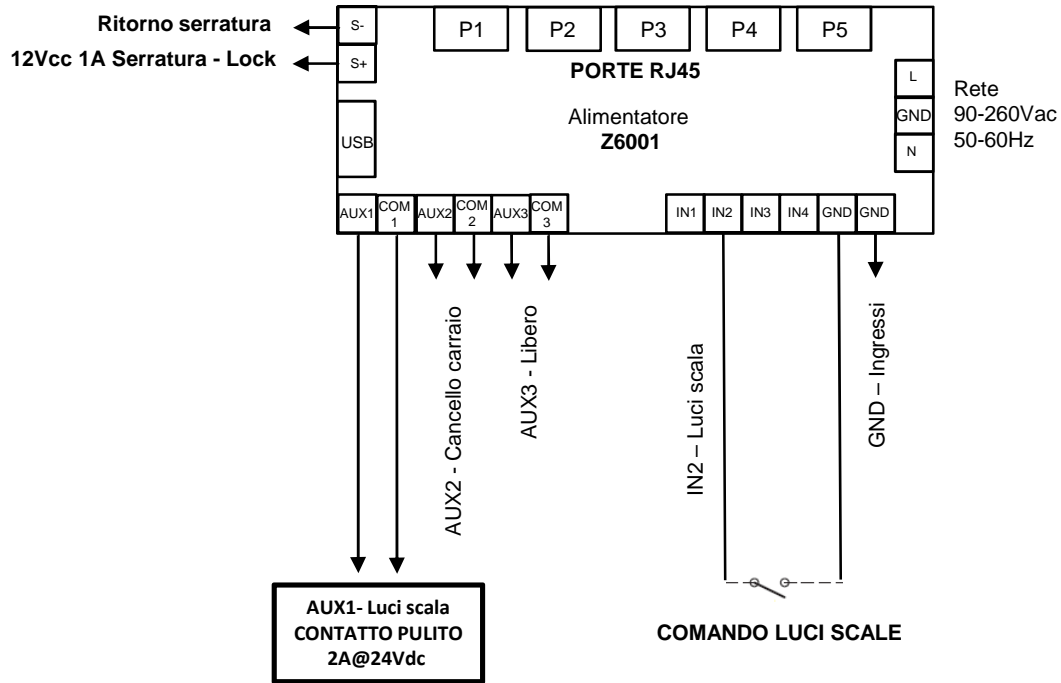 Ritorno serratura
12Vcc 1A Serratura - Lock
S-
S+
USB
P1 P2 P3 P4 P5
PORTE RJ45
Alimentatore
Z6001
L
GND
N
Rete
90-260Vac
50-60Hz
AUX1 COM 1 AUX2 COM 2 AUX3 COM 3
IN1 IN2 IN3 IN4 GND GND
AUX2 - Cancello carraio
AUX3 - Libero
IN2 – Luci scala
GND – Ingressi
AUX1- Luci scala
CONTATTO PULITO
2A@24Vdc
COMANDO LUCI SCALE